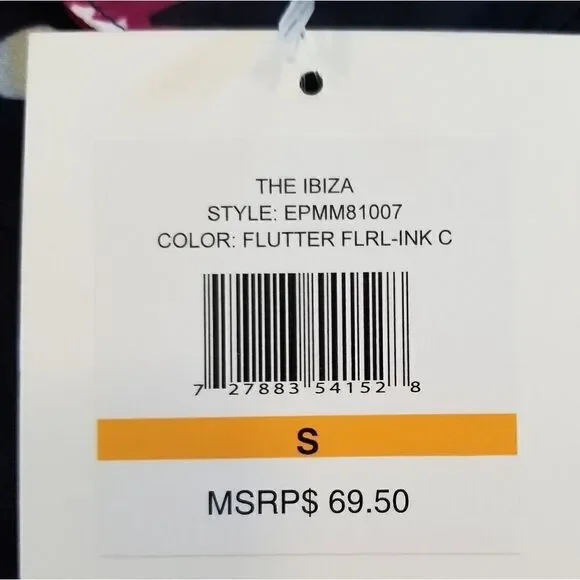 THE IBIZA
STYLE: EPMM81007
COLOR: FLUTTER FLRL-INK C
7 27883 54152 8
S
MSRP$ 69.50